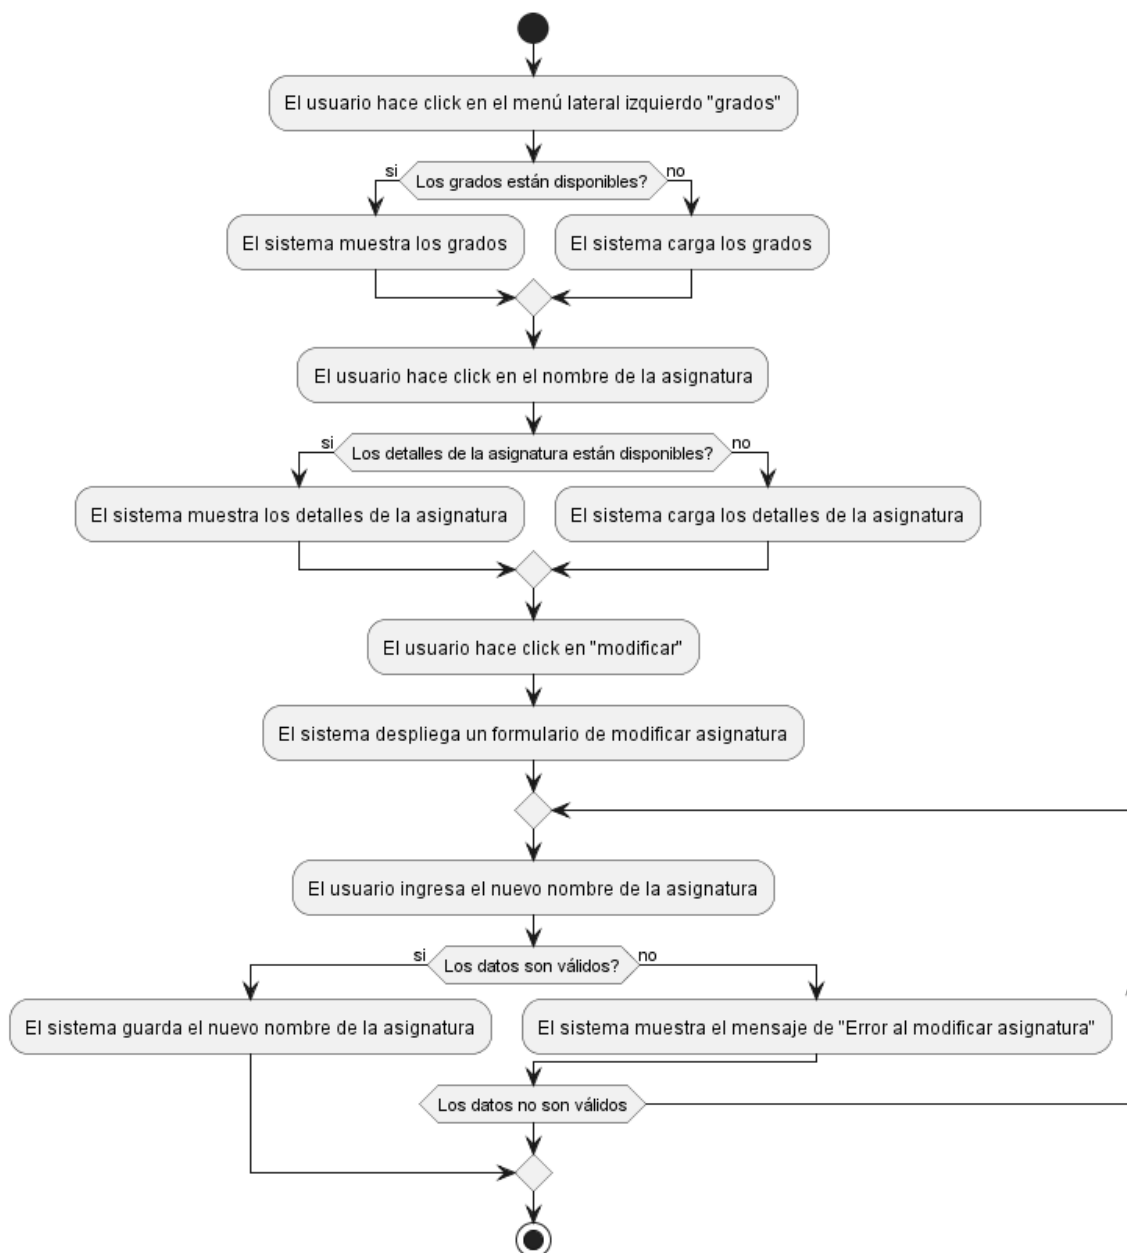 El usuario hace click en el menú lateral izquierdo "grados"
si
Los grados están disponibles?
no
El sistema muestra los grados
El sistema carga los grados
El usuario hace click en el nombre de la asignatura
si
Los detalles de la asignatura están disponibles?
no
El sistema muestra los detalles de la asignatura
El sistema carga los detalles de la asignatura
El usuario hace click en "modificar"
El sistema despliega un formulario de modificar asignatura
El usuario ingresa el nuevo nombre de la asignatura
si
Los datos son válidos?
no
El sistema guarda el nuevo nombre de la asignatura
El sistema muestra el mensaje de "Error al modificar asignatura"
Los datos no son válidos